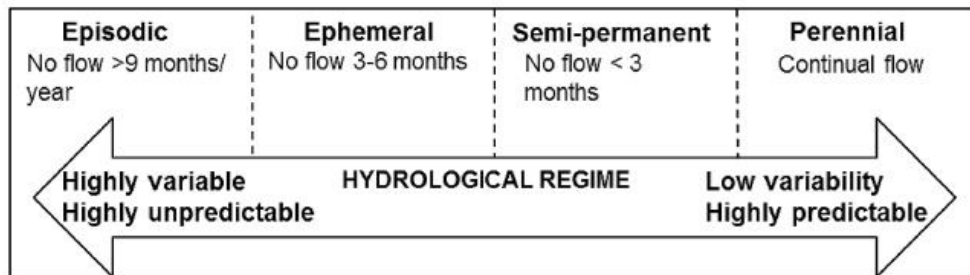 Episodic
No flow >9 months/
year
Ephemeral
No flow 3-6 months
Semi-permanent
No flow < 3
months
Perennial
Continual flow
Highly variable
Highly unpredictable
HYDROLOGICAL REGIME
Low variability
Highly predictable